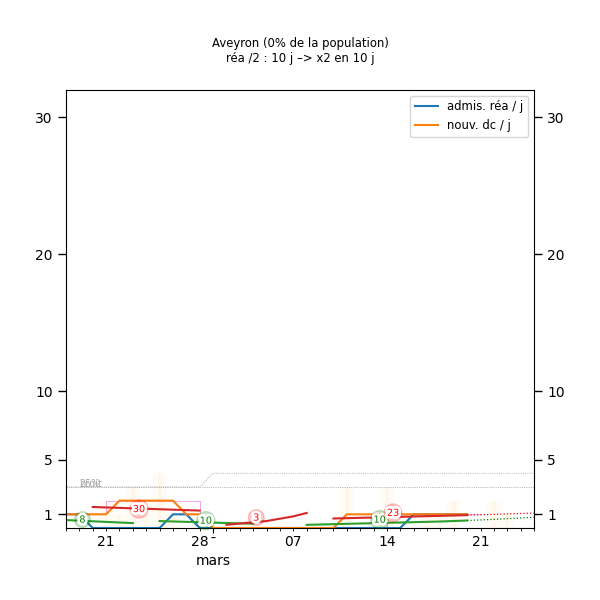 Aveyron (0% de la population)
réa /2 : 10 j –> x2 en 10 j
admis. réa / j
nouv. dc / j
30 30
20 20
10 10
5 5
1 1
8 30 10 3 10 23
21 28 07 14 21
mars